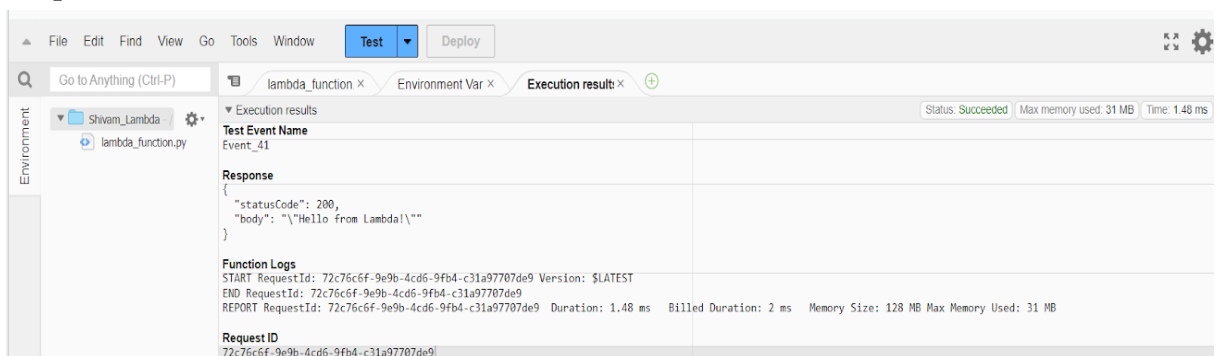 File Edit Find View Go Tools Window Test Deploy
Go to Anything (Ctrl-P)
lambda_function × Environment Var × Execution result: ×
Environment
Shivam_Lambda - /
lambda_function.py
Execution results
Status: Succeeded Max memory used: 31 MB Time: 1.48 ms
Test Event Name
Event_41
Response
{
"statusCode": 200,
"body": "\"Hello from Lambda!\""
}
Function Logs
START RequestId: 72c76c6f-9e9b-4cd6-9fb4-c31a97707de9 Version: $LATEST
END RequestId: 72c76c6f-9e9b-4cd6-9fb4-c31a97707de9
REPORT RequestId: 72c76c6f-9e9b-4cd6-9fb4-c31a97707de9 Duration: 1.48 ms Billed Duration: 2 ms Memory Size: 128 MB Max Memory Used: 31 MB
Request ID
72c76c6f-9e9b-4cd6-9fb4-c31a97707de9